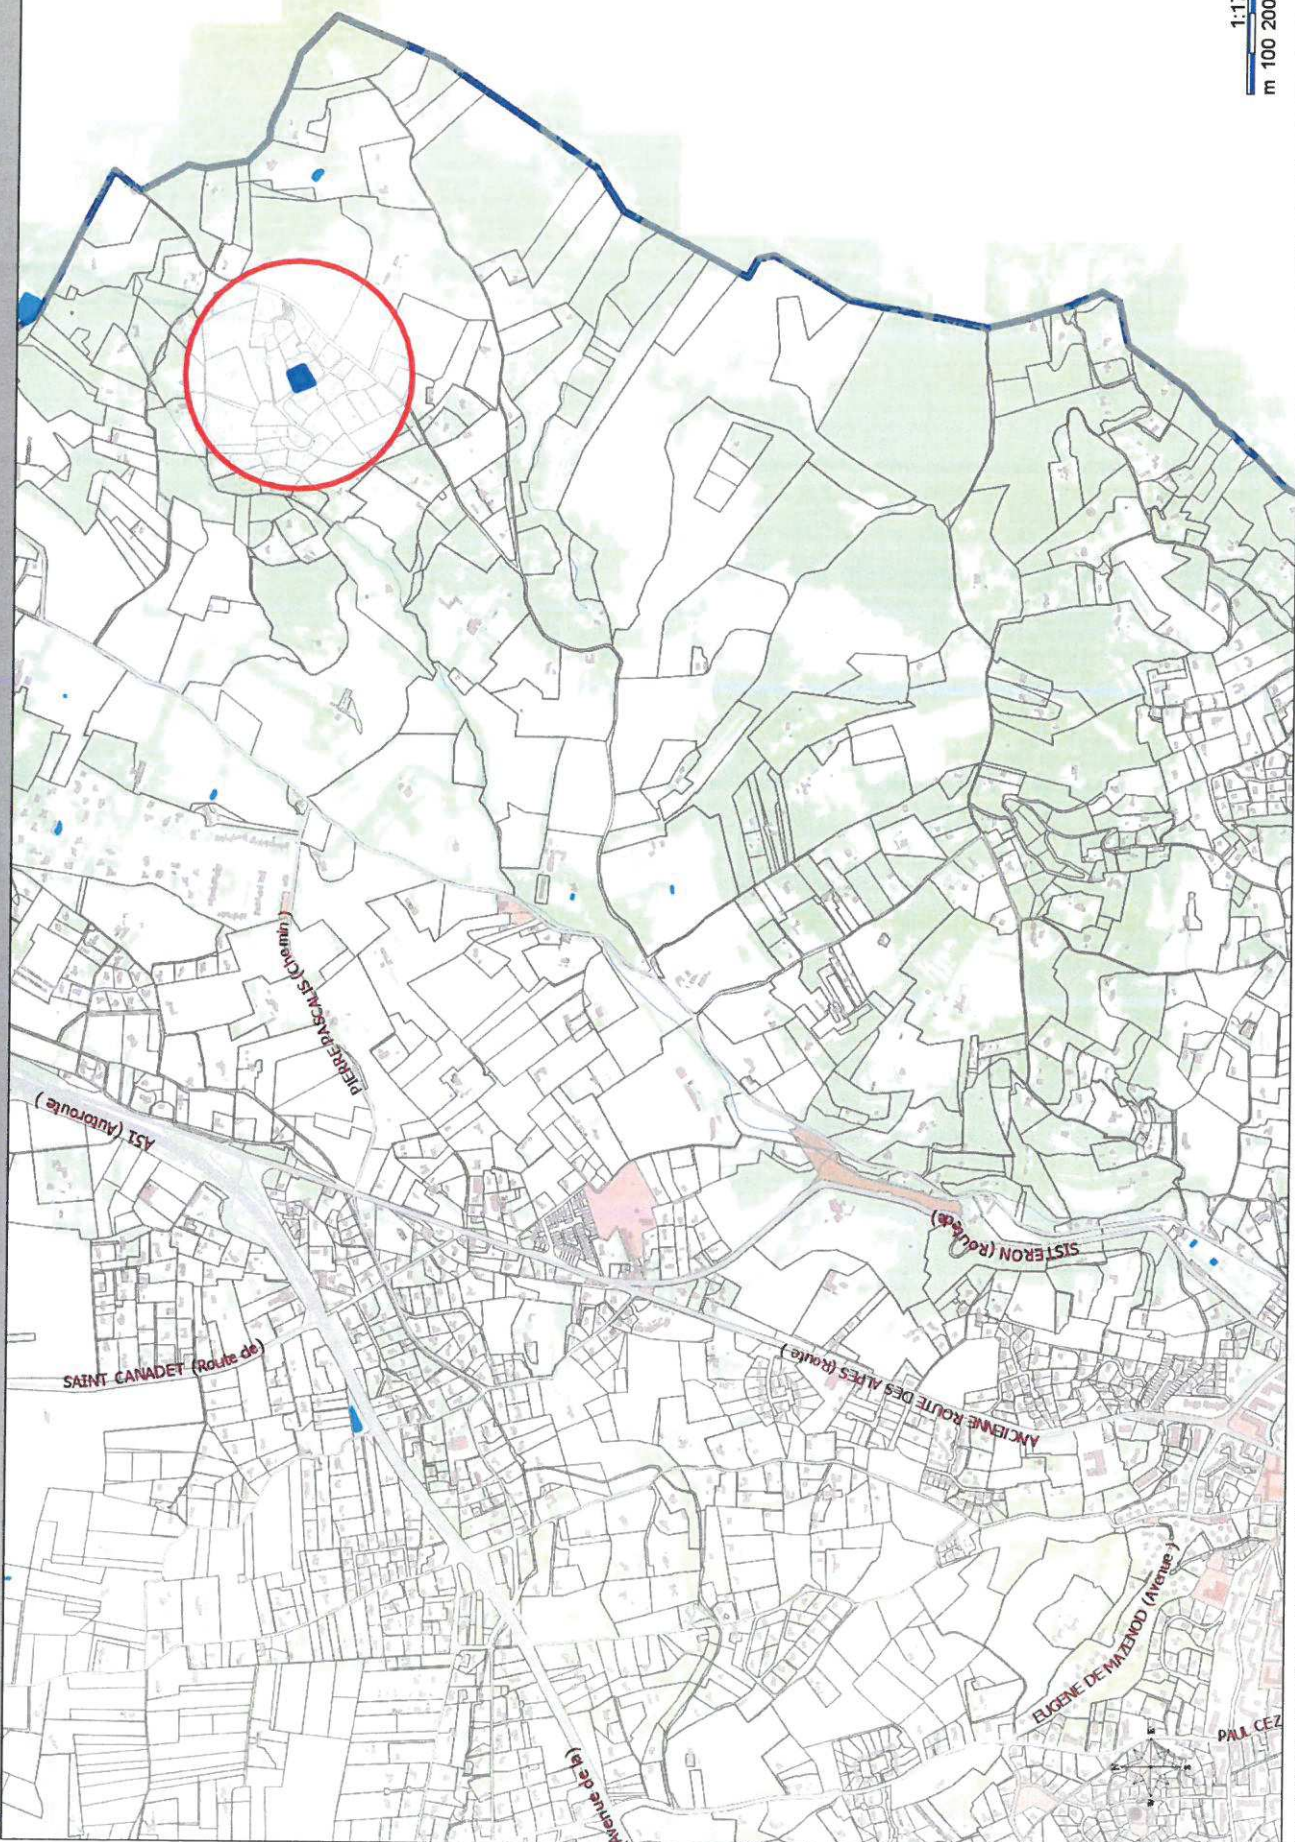 1:1
m 100 200
A51 (Autoroute )
PIERRE PASCALIS (Chemin )
SAINT CANADET (Route de)
SISTERON (Route de)
ANCIENNE ROUTE DES ALPES (Route )
EUGENE DE MAZENOD (Avenue )
Avenue de la)
PAUL CEZ
N
E
S
W